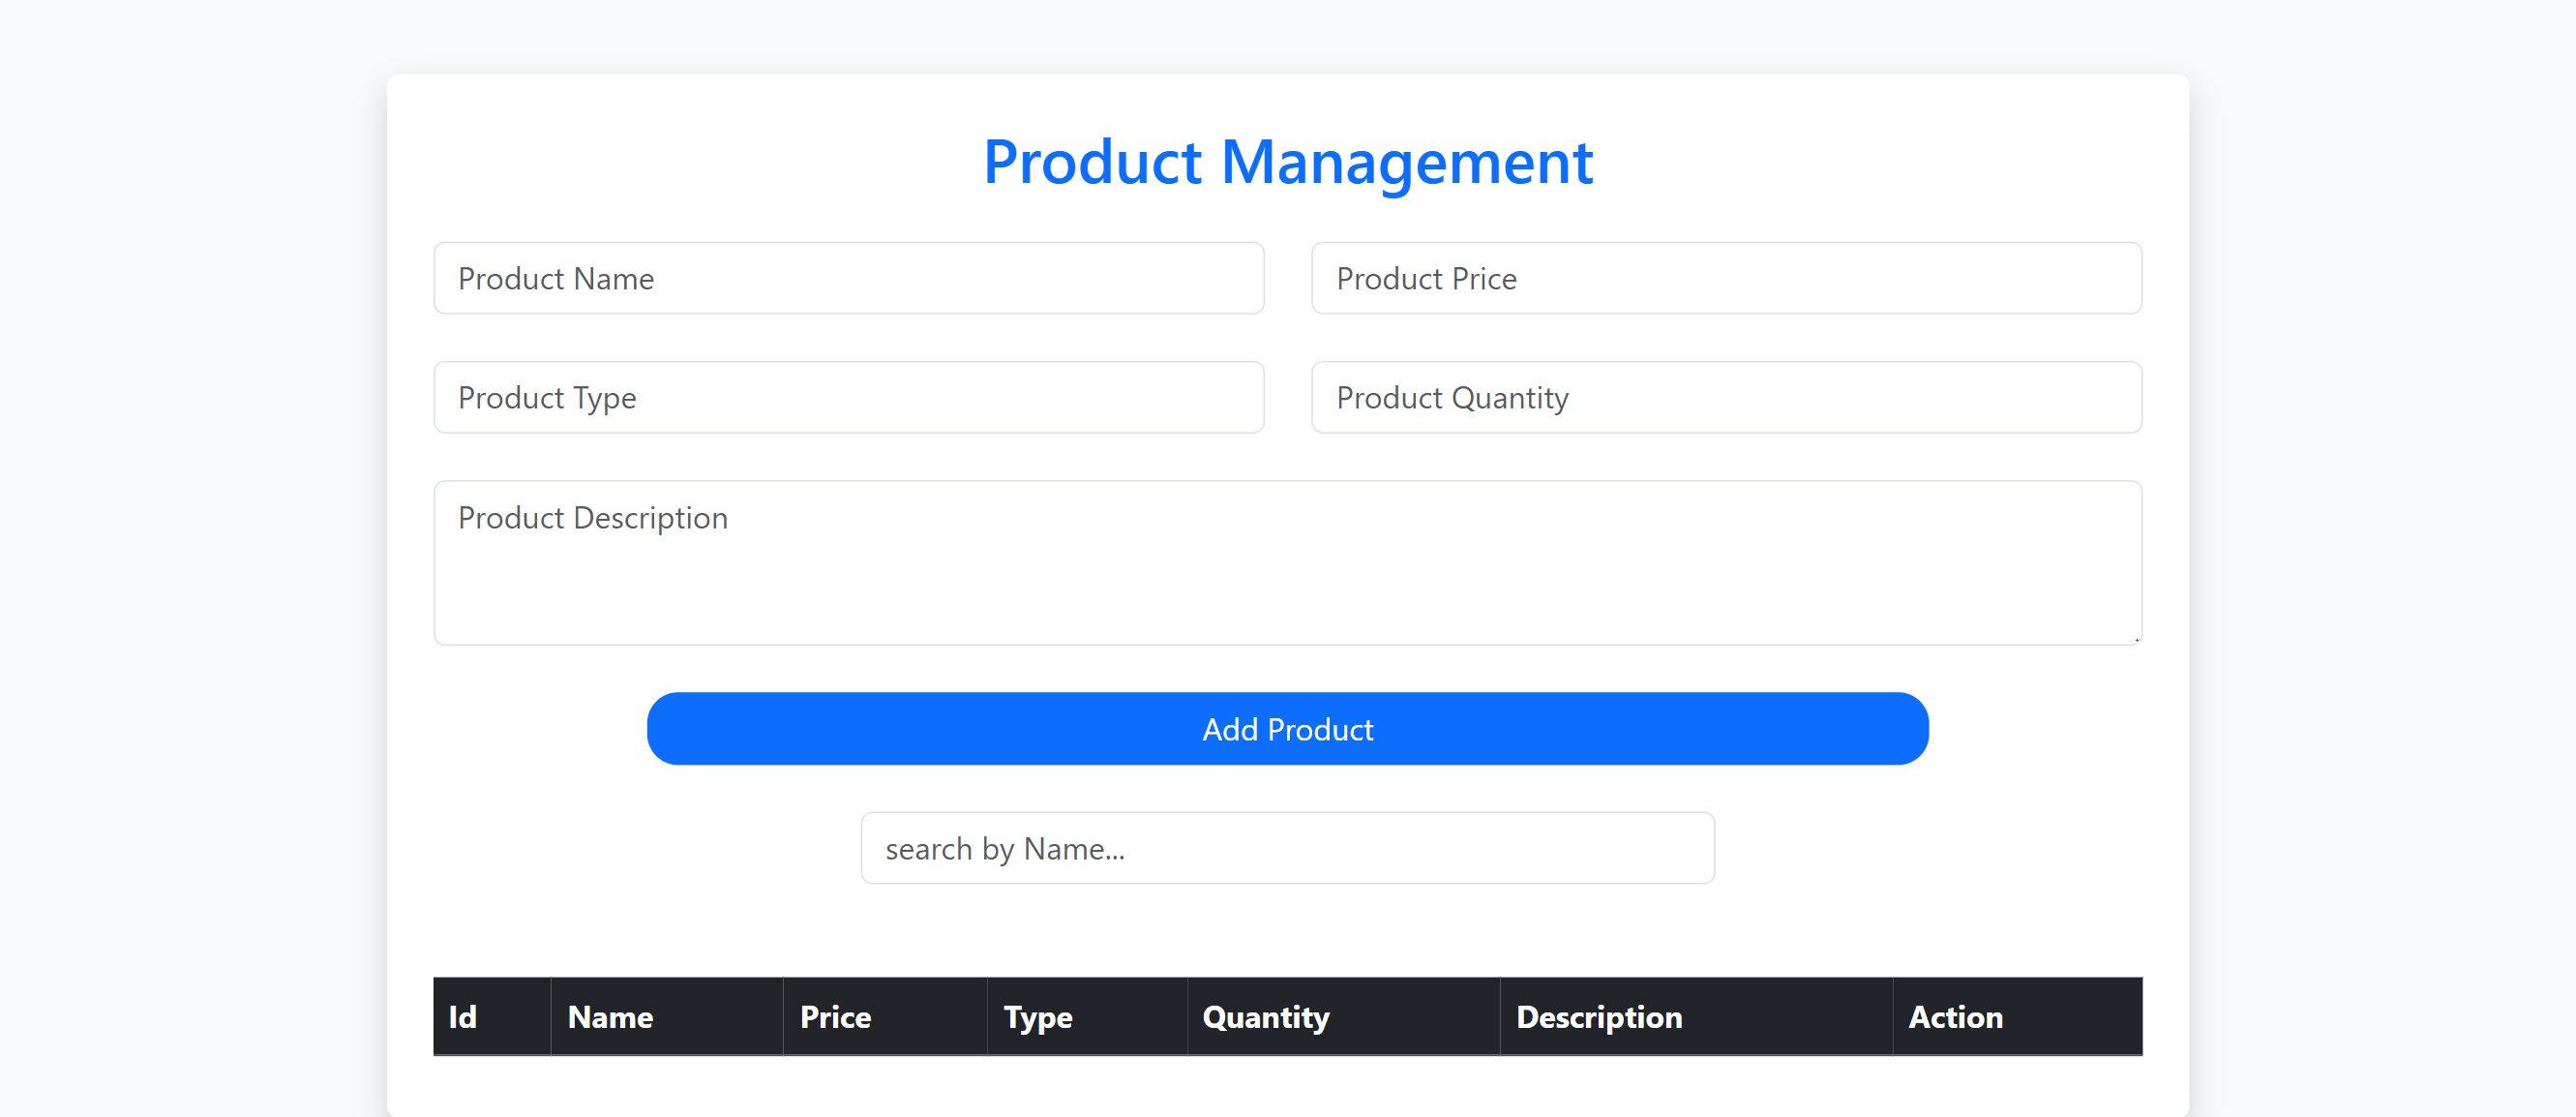 Product Management
Product Name Product Price
Product Type Product Quantity
Product Description
Add Product
search by Name...
Id Name Price Type Quantity Description Action